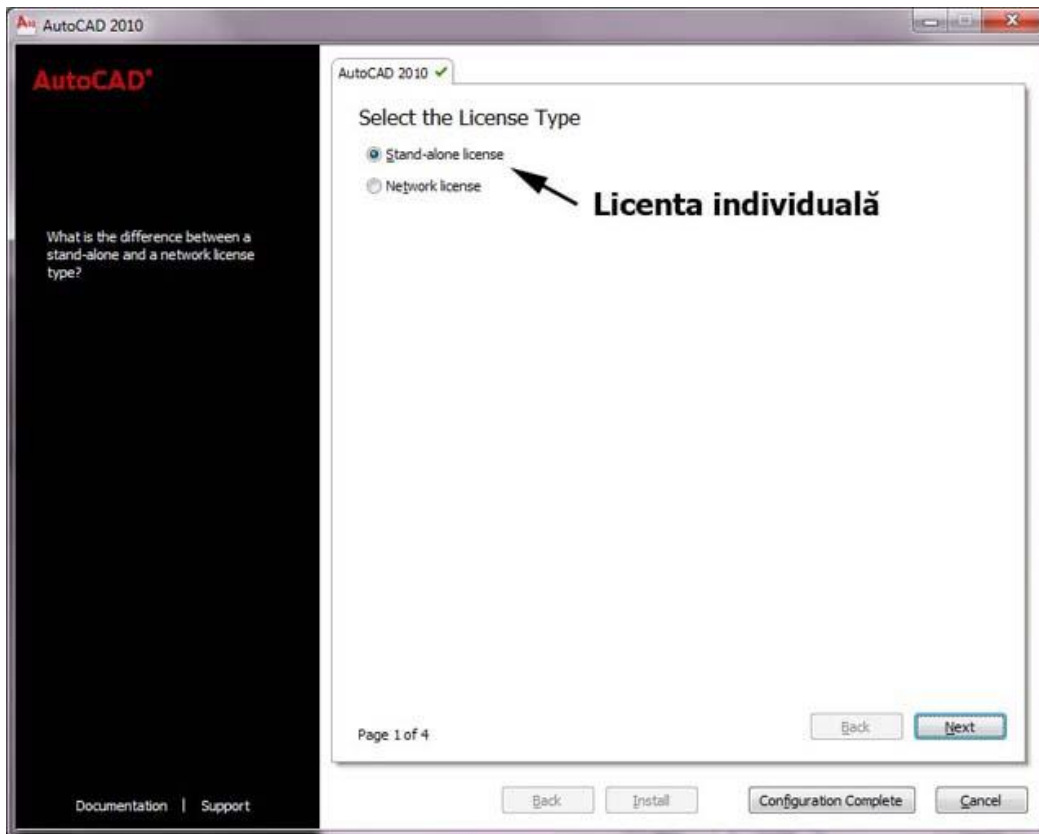 AutoCAD 2010
AutoCAD
What is the difference between a
stand-alone and a network license
type?
Documentation | Support
AutoCAD 2010
Select the License Type
Stand-alone license
Network license
Licenta individuală
Page 1 of 4
Back
Next
Back
Install
Configuration Complete
Cancel